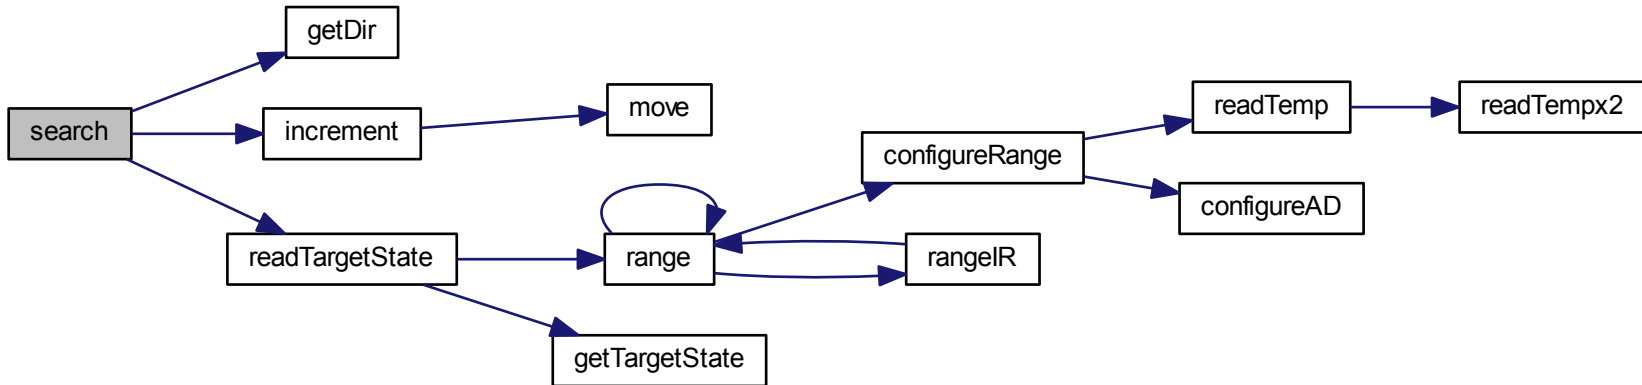 getDir
search
increment
move
readTargetState
range
getTargetState
configureRange
rangeIR
readTemp
configureAD
readTempx2